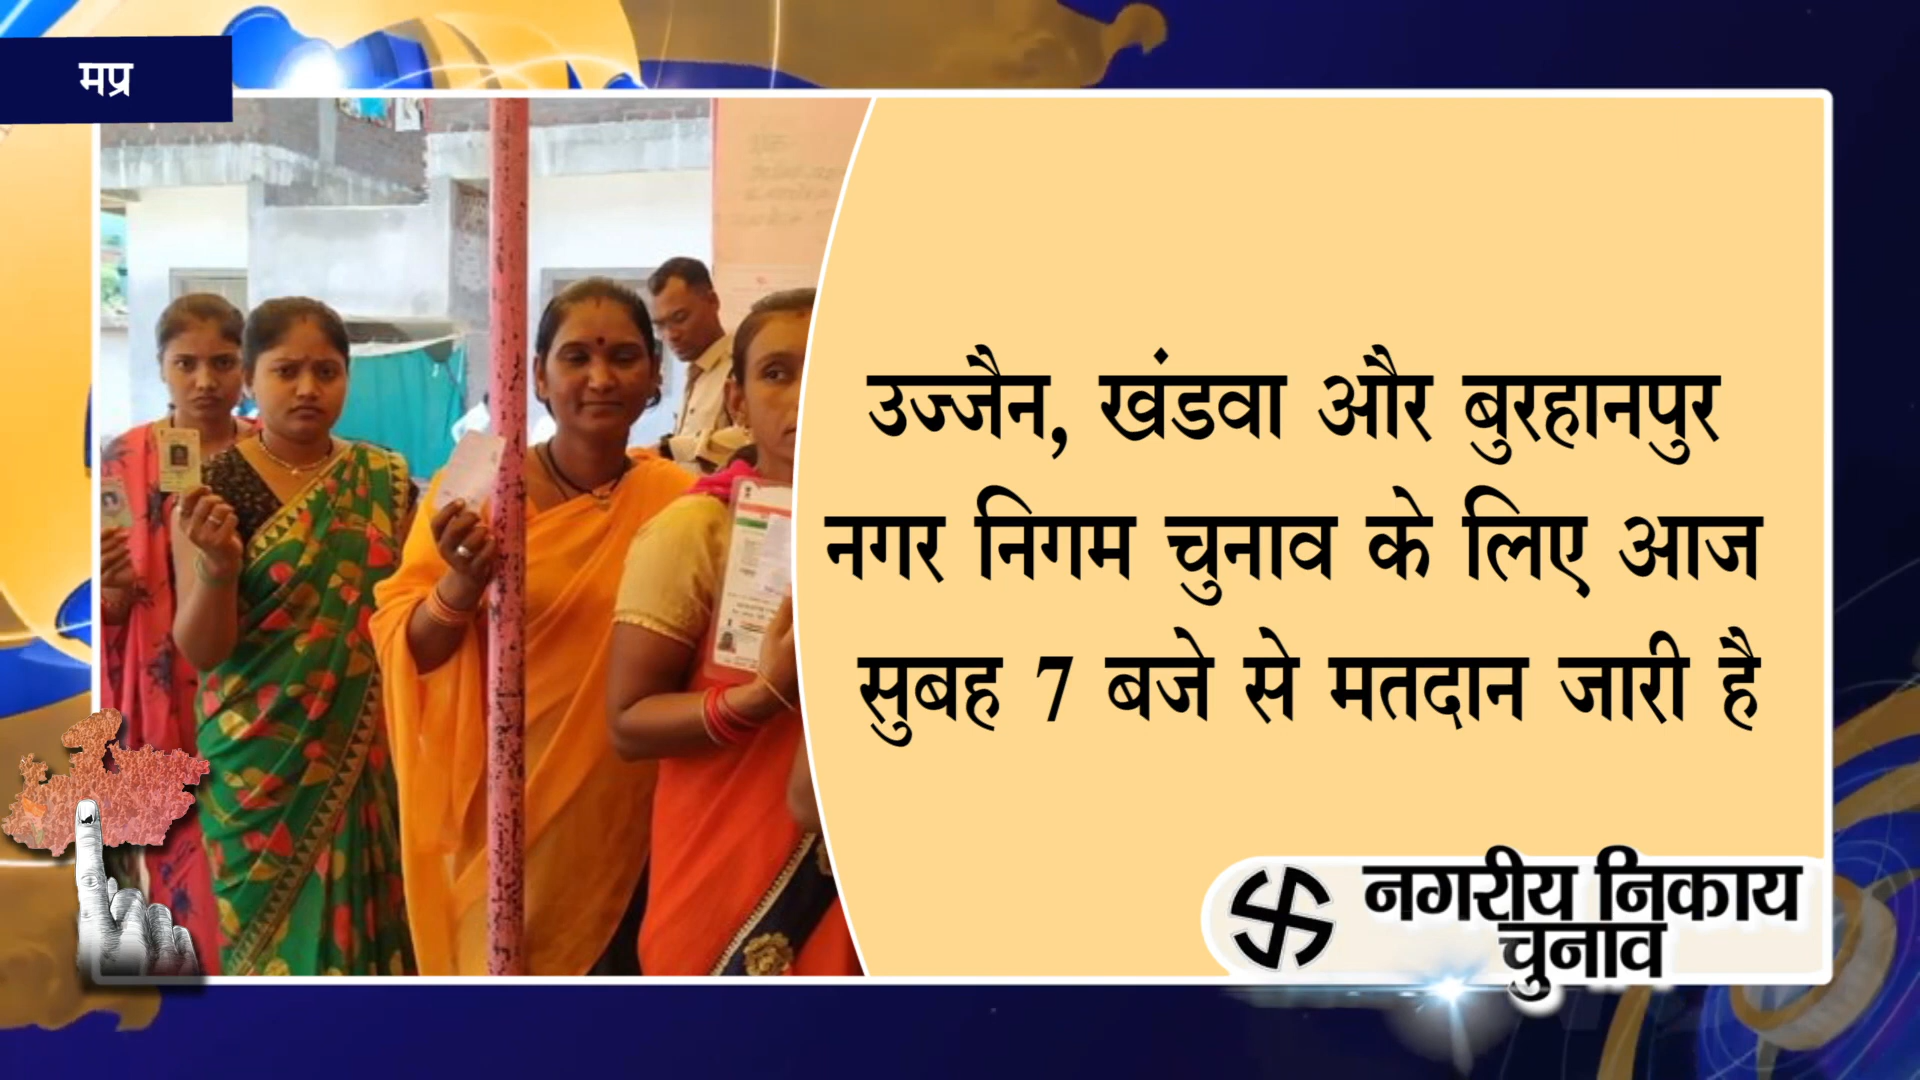 मप्र
उज्जैन, खंडवा और बुरहानपुर
नगर निगम चुनाव के लिए आज
सुबह 7 बजे से मतदान जारी है
नगरीय निकाय
चुनाव